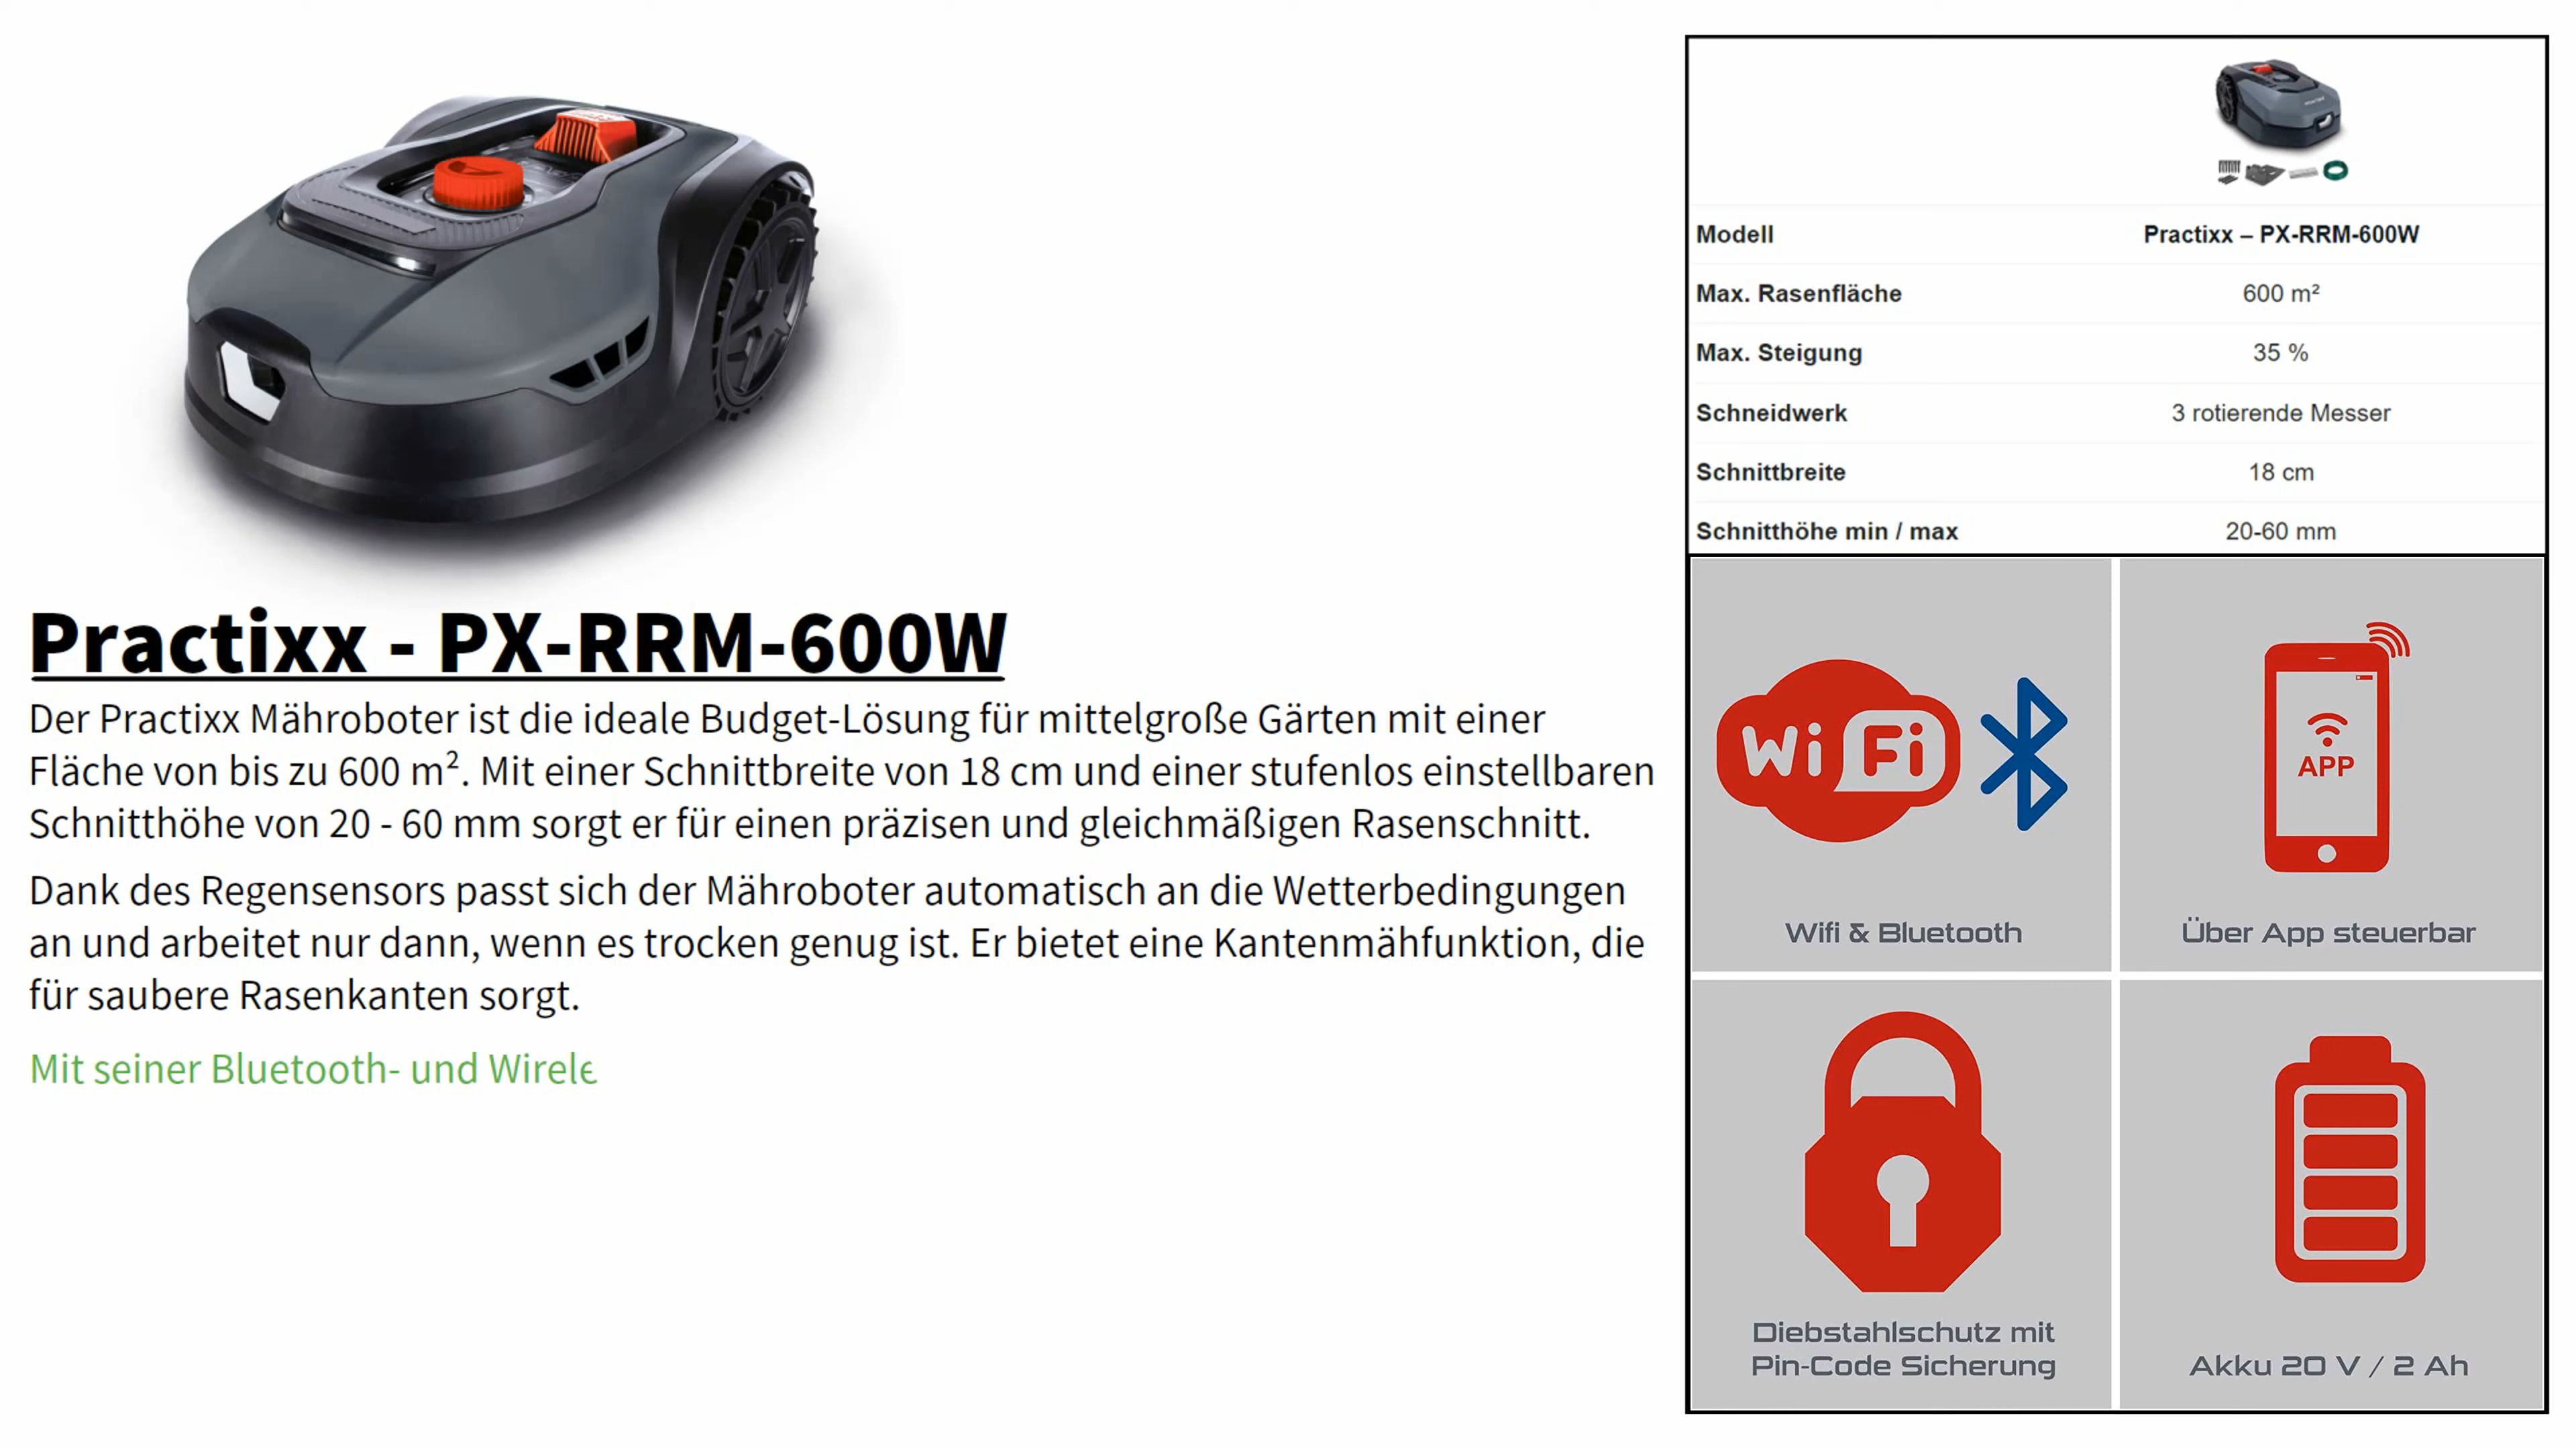 Practixx - PX-RRM-600W
Der Practixx Mähroboter ist die ideale Budget-Lösung für mittelgroße Gärten mit einer
Fläche von bis zu 600 m². Mit einer Schnittbreite von 18 cm und einer stufenlos einstellbaren
Schnitthöhe von 20 - 60 mm sorgt er für einen präzisen und gleichmäßigen Rasenschnitt.
Dank des Regensensors passt sich der Mähroboter automatisch an die Wetterbedingungen
an und arbeitet nur dann, wenn es trocken genug ist. Er bietet eine Kantenmähfunktion, die
für saubere Rasenkanten sorgt.
Mit seiner Bluetooth- und Wirele
Modell Practixx – PX-RRM-600W
Max. Rasenfläche 600 m²
Max. Steigung 35 %
Schneidwerk 3 rotierende Messer
Schnittbreite 18 cm
Schnitthöhe min / max 20-60 mm
WiFi
APP
Wifi & Bluetooth
Über App steuerbar
Diebstahlschutz mit
Pin-Code Sicherung
Akku 20 V / 2 Ah